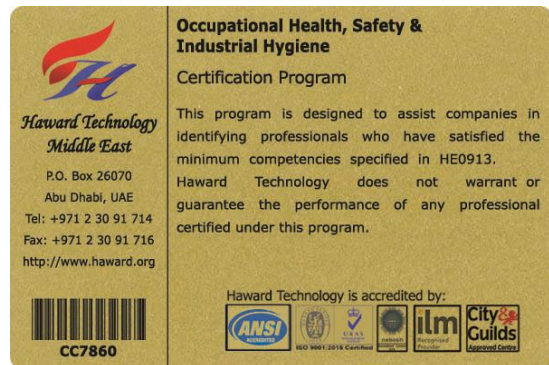 Haward Technology
Middle East
P.O. Box 26070
Abu Dhabi, UAE
Tel: +971 2 30 91 714
Fax: +971 2 30 91 716
http://www.haward.org
CC7860
Occupational Health, Safety &
Industrial Hygiene
Certification Program
This program is designed to assist companies in
identifying professionals who have satisfied the
minimum competencies specified in HE0913.
Haward Technology does not warrant or
guarantee the performance of any professional
certified under this program.
Haward Technology is accredited by:
ANSI
ACCREDITED
ISO 9001:2015 Certified
UKAS
nebosh
ilm
Recognised
Provider
City&
Guilds
Approved Centre